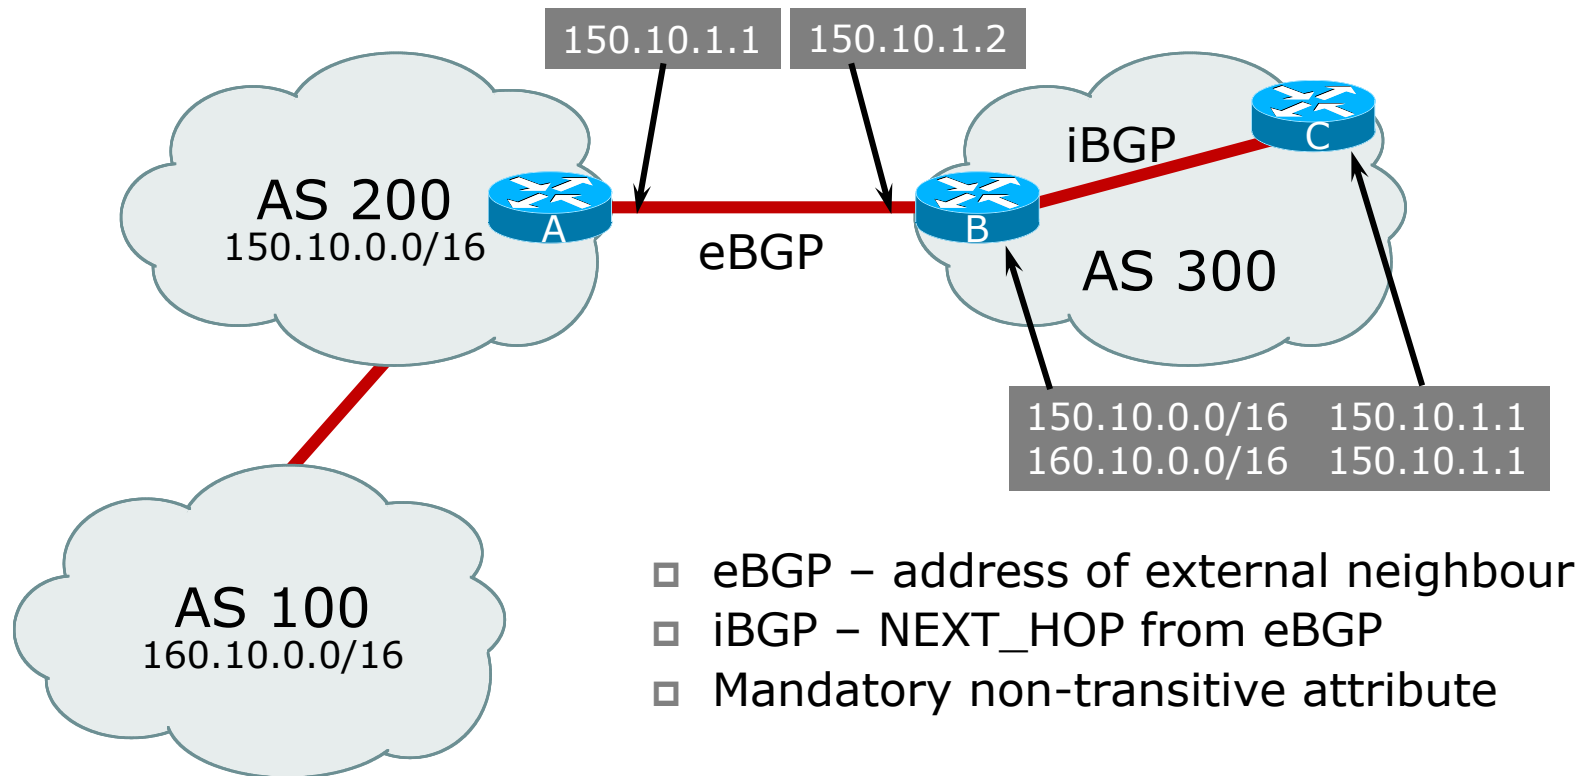 150.10.1.1
150.10.1.2
AS 200
150.10.0.0/16
A
eBGP
iBGP
B
C
AS 300
150.10.0.0/16 150.10.1.1
160.10.0.0/16 150.10.1.1
AS 100
160.10.0.0/16
eBGP – address of external neighbour
iBGP – NEXT_HOP from eBGP
Mandatory non-transitive attribute